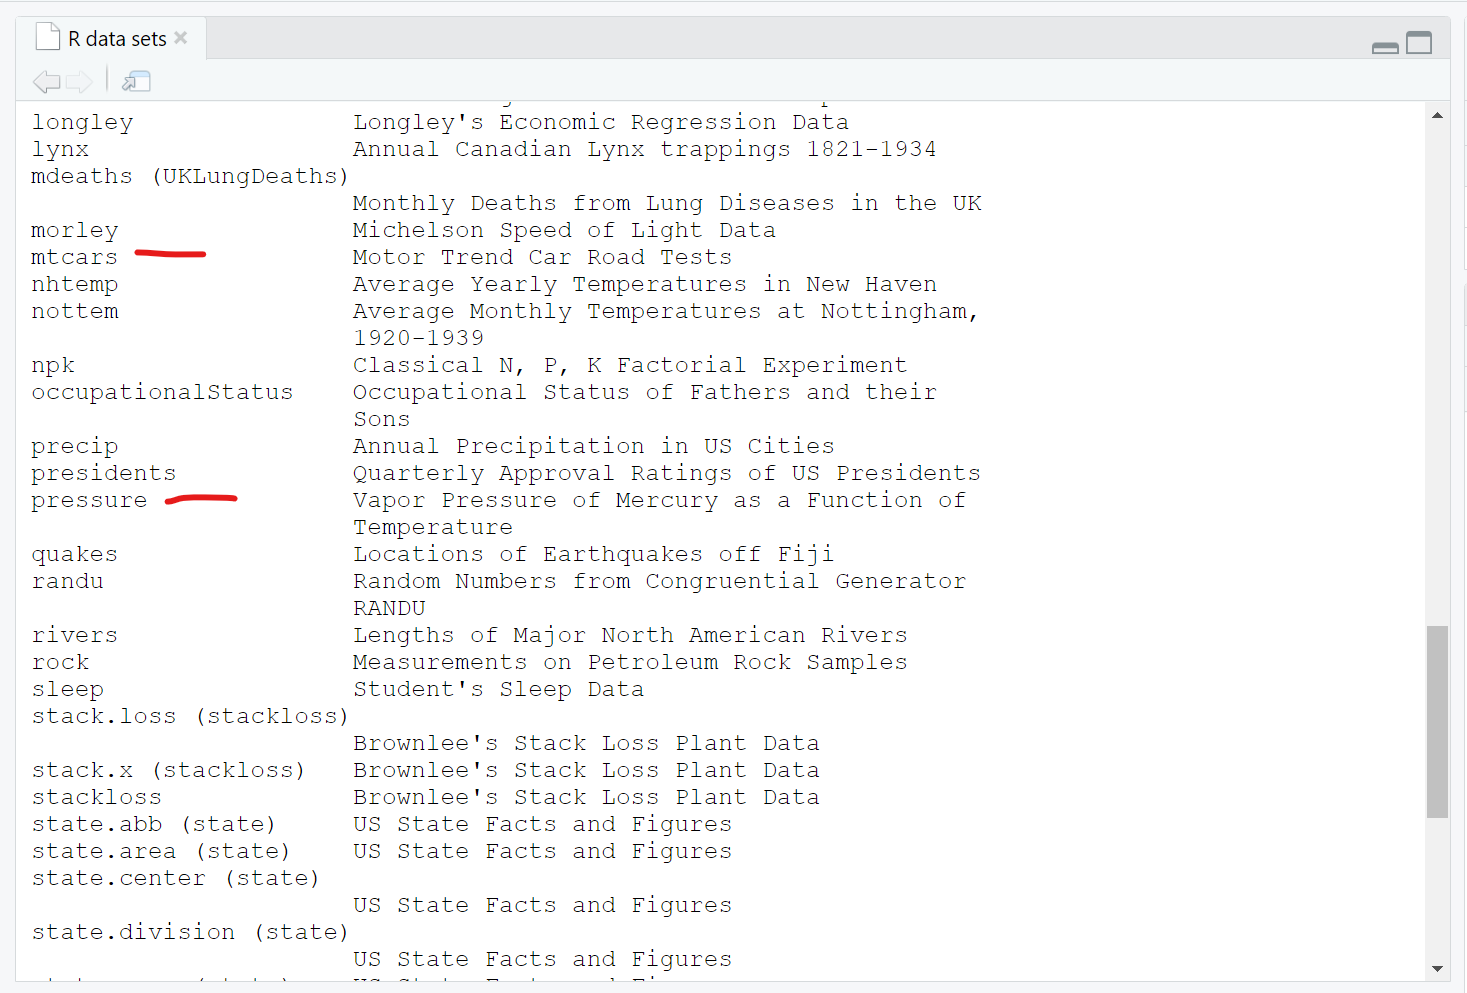 R data sets
longley Longley's Economic Regression Data
lynx Annual Canadian Lynx trappings 1821-1934
mdeaths (UKLungDeaths)
Monthly Deaths from Lung Diseases in the UK
morley Michelson Speed of Light Data
mtcars Motor Trend Car Road Tests
nhtemp Average Yearly Temperatures in New Haven
nottem Average Monthly Temperatures at Nottingham,
1920-1939
npk Classical N, P, K Factorial Experiment
occupationalStatus Occupational Status of Fathers and their
Sons
precip Annual Precipitation in US Cities
presidents Quarterly Approval Ratings of US Presidents
pressure Vapor Pressure of Mercury as a Function of
Temperature
quakes Locations of Earthquakes off Fiji
randu Random Numbers from Congruential Generator
RANDU
rivers Lengths of Major North American Rivers
rock Measurements on Petroleum Rock Samples
sleep Student's Sleep Data
stack.loss (stackloss)
Brownlee's Stack Loss Plant Data
stack.x (stackloss) Brownlee's Stack Loss Plant Data
stackloss Brownlee's Stack Loss Plant Data
state.abb (state) US State Facts and Figures
state.area (state) US State Facts and Figures
state.center (state)
US State Facts and Figures
state.division (state)
US State Facts and Figures